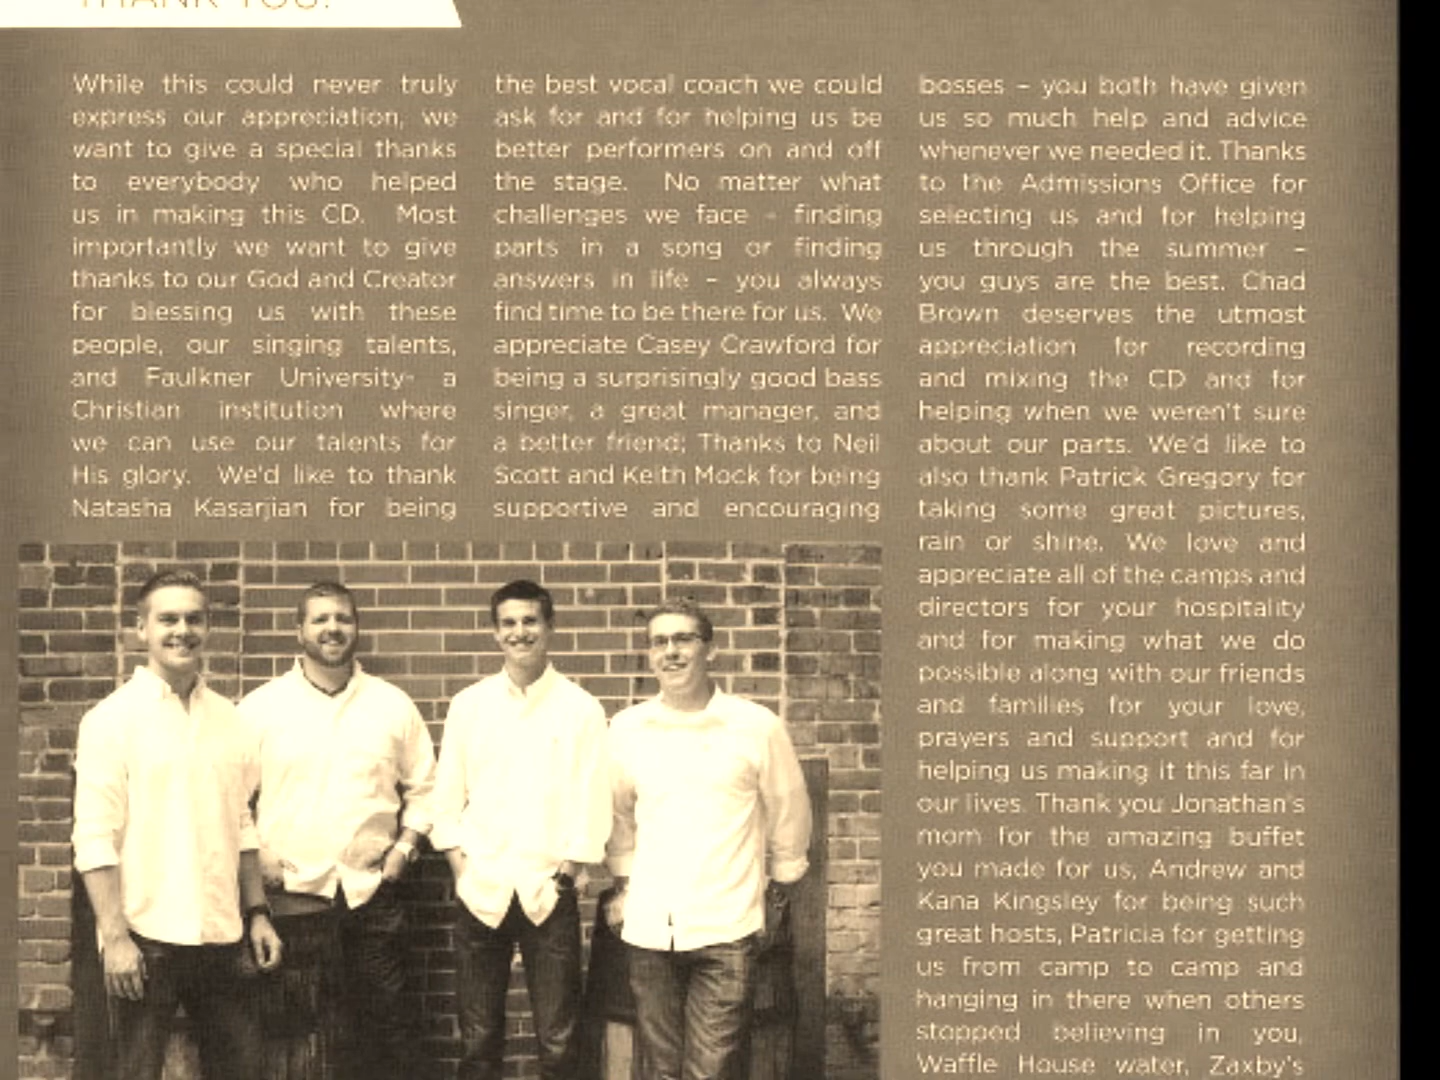 THANK YOU!
While this could never truly
express our appreciation, we
want to give a special thanks
to everybody who helped
us in making this CD. Most
importantly we want to give
thanks to our God and Creator
for blessing us with these
people, our singing talents,
and Faulkner University- a
Christian institution where
we can use our talents for
His glory. We'd like to thank
Natasha Kasarjian for being
the best vocal coach we could
ask for and for helping us be
better performers on and off
the stage. No matter what
challenges we face - finding
parts in a song or finding
answers in life – you always
find time to be there for us. We
appreciate Casey Crawford for
being a surprisingly good bass
singer, a great manager, and
a better friend; Thanks to Neil
Scott and Keith Mock for being
supportive and encouraging
bosses – you both have given
us so much help and advice
whenever we needed it. Thanks
to the Admissions Office for
selecting us and for helping
us through the summer –
you guys are the best. Chad
Brown deserves the utmost
appreciation for recording
and mixing the CD and for
helping when we weren't sure
about our parts. We'd like to
also thank Patrick Gregory for
taking some great pictures,
rain or shine. We love and
appreciate all of the camps and
directors for your hospitality
and for making what we do
possible along with our friends
and families for your love,
prayers and support and for
helping us making it this far in
our lives. Thank you Jonathan's
mom for the amazing buffet
you made for us, Andrew and
Kana Kingsley for being such
great hosts, Patricia for getting
us from camp to camp and
hanging in there when others
stopped believing in you,
Waffle House water, Zaxby's